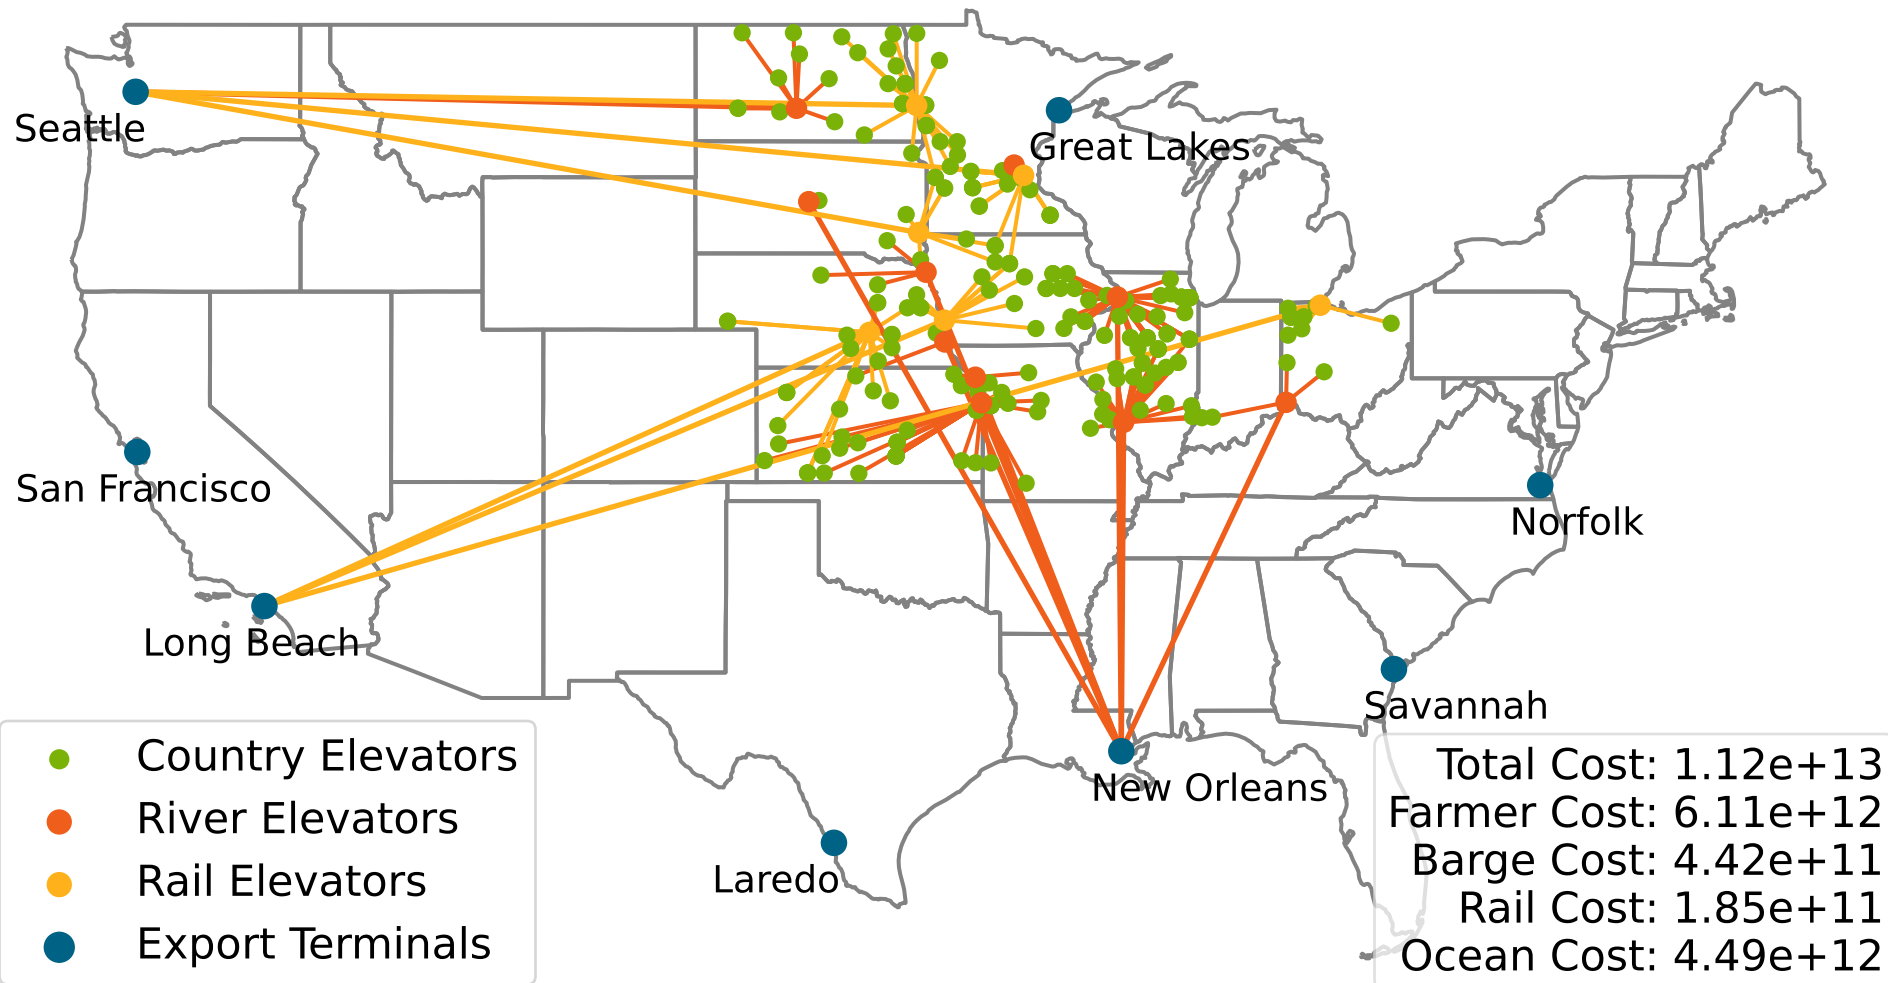 Seattle
Great Lakes
San Francisco
Norfolk
Long Beach
Savannah
New Orleans
Laredo
Country Elevators
River Elevators
Rail Elevators
Export Terminals
Total Cost: 1.12e+13
Farmer Cost: 6.11e+12
Barge Cost: 4.42e+11
Rail Cost: 1.85e+11
Ocean Cost: 4.49e+12